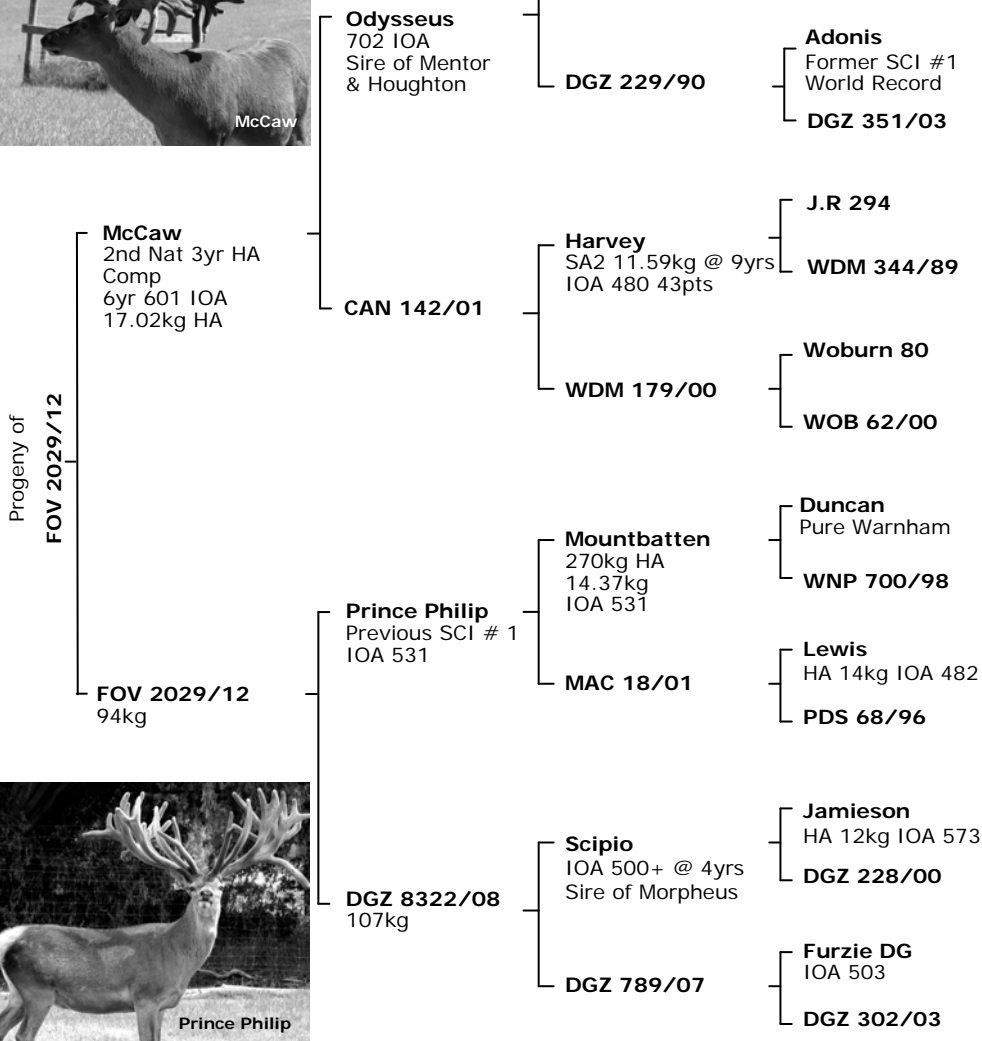 McCaw
Odysseus
702 IOA
Sire of Mentor
& Houghton
DGZ 229/90
Adonis
Former SCI #1
World Record
DGZ 351/03
McCaw
2nd Nat 3yr HA
Comp
6yr 601 IOA
17.02kg HA
CAN 142/01
Harvey
SA2 11.59kg @ 9yrs
IOA 480 43pts
J.R 294
WDM 344/89
WDM 179/00
Woburn 80
WOB 62/00
Progeny of
FOV 2029/12
FOV 2029/12
94kg
Prince Philip
Previous SCI # 1
IOA 531
Mountbatten
270kg HA
14.37kg
IOA 531
Duncan
Pure Warnham
WNP 700/98
MAC 18/01
Lewis
HA 14kg IOA 482
PDS 68/96
DGZ 8322/08
107kg
Scipio
IOA 500+ @ 4yrs
Sire of Morpheus
Jamieson
HA 12kg IOA 573
DGZ 228/00
DGZ 789/07
Furzie DG
IOA 503
DGZ 302/03
Prince Philip